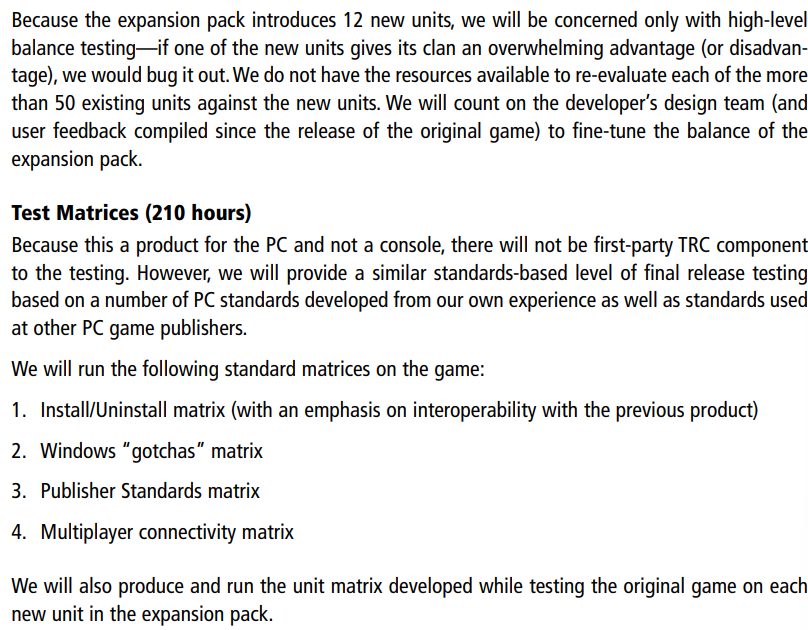 Because the expansion pack introduces 12 new units, we will be concerned only with high-level
balance testing—if one of the new units gives its clan an overwhelming advantage (or disadvan-
tage), we would bug it out. We do not have the resources available to re-evaluate each of the more
than 50 existing units against the new units. We will count on the developer’s design team (and
user feedback compiled since the release of the original game) to fine-tune the balance of the
expansion pack.
Test Matrices (210 hours)
Because this a product for the PC and not a console, there will not be first-party TRC component
to the testing. However, we will provide a similar standards-based level of final release testing
based on a number of PC standards developed from our own experience as well as standards used
at other PC game publishers.
We will run the following standard matrices on the game:
1. Install/Uninstall matrix (with an emphasis on interoperability with the previous product)
2. Windows “gotchas” matrix
3. Publisher Standards matrix
4. Multiplayer connectivity matrix
We will also produce and run the unit matrix developed while testing the original game on each
new unit in the expansion pack.